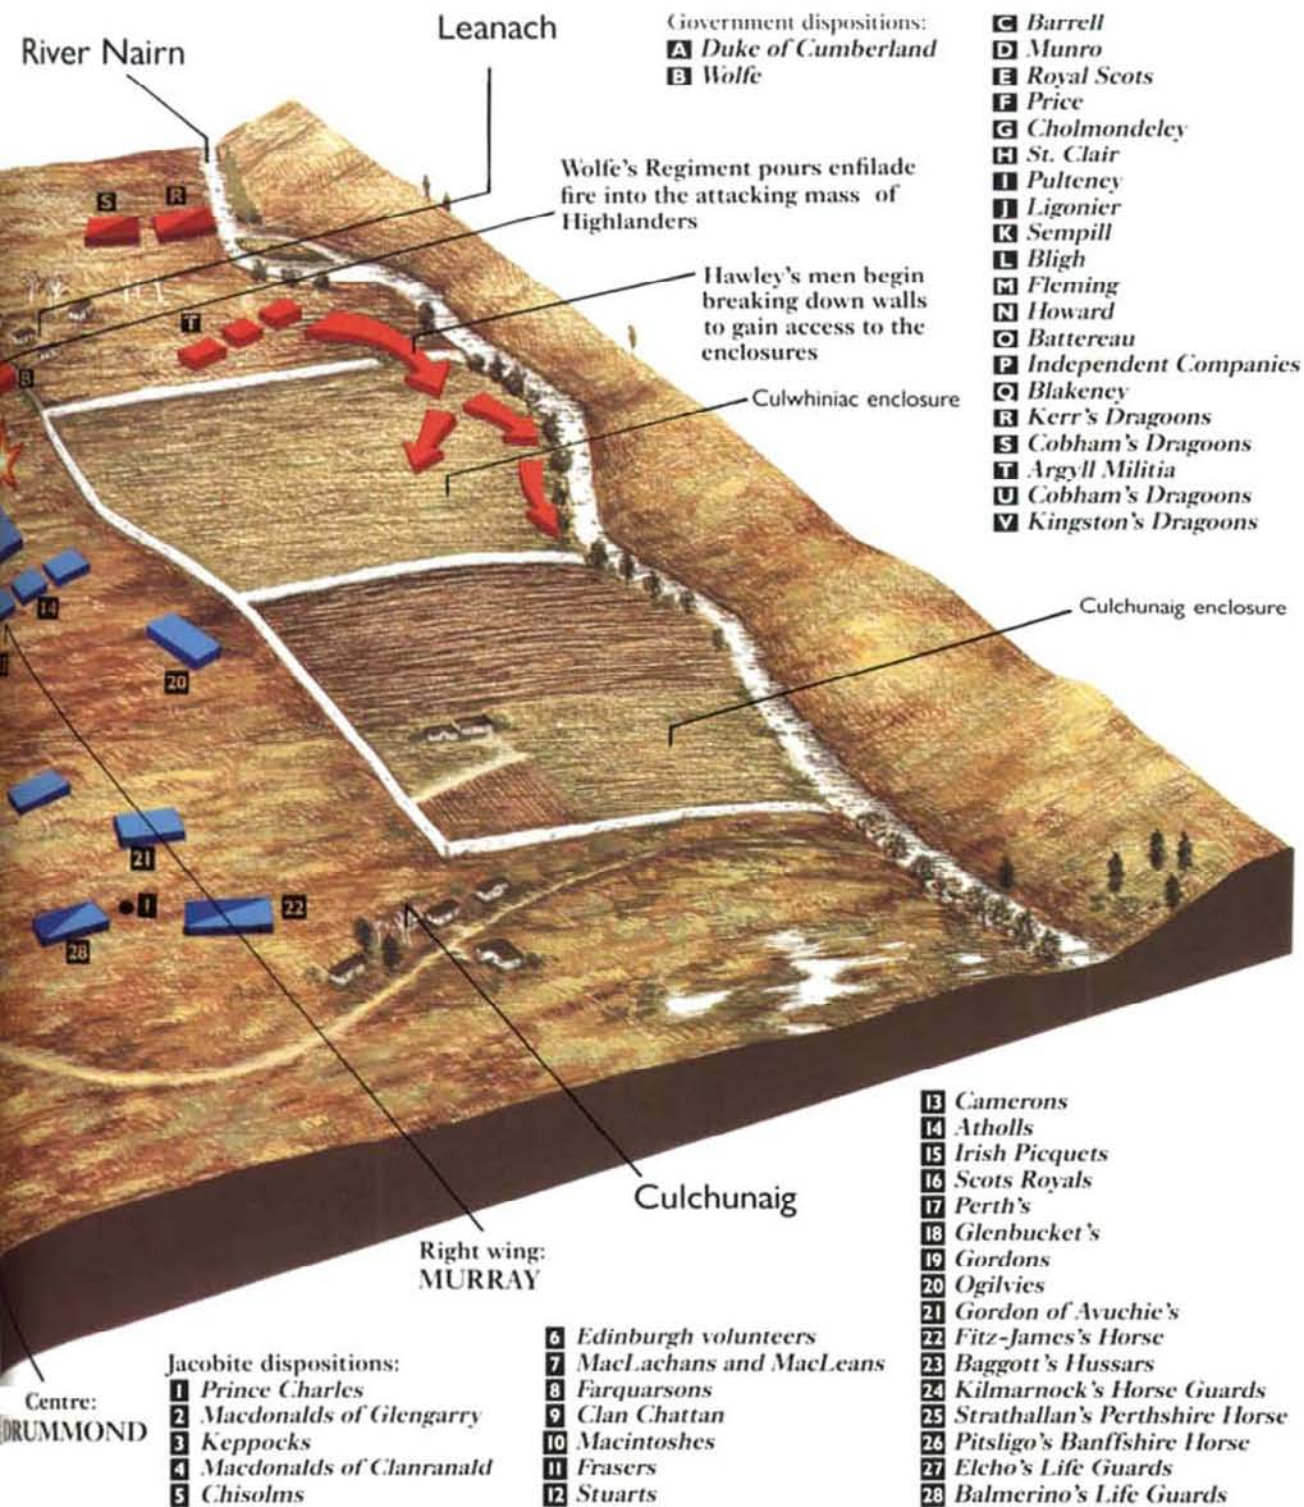 River Nairn
Leanach
Government dispositions:
A Duke of Cumberland
B Wolfe
C Barrell
D Munro
E Royal Scots
F Price
G Cholmondeley
H St. Clair
I Pulteney
J Ligonier
K Sempill
L Bligh
M Fleming
N Howard
O Battereau
P Independent Companies
Q Blakeney
R Kerr's Dragoons
S Cobham's Dragoons
T Argyll Militia
U Cobham's Dragoons
V Kingston's Dragoons
Wolfe's Regiment pours enfilade
fire into the attacking mass of
Highlanders
Hawley's men begin
breaking down walls
to gain access to the
enclosures
Culwhiniac enclosure
Culchunaig enclosure
S
R
T
B
14
20
21
1
22
28
Culchunaig
Right wing:
MURRAY
Centre:
DRUMMOND
Jacobite dispositions:
1 Prince Charles
2 Macdonalds of Glengarry
3 Keppocks
4 Macdonalds of Clanranald
5 Chisolms
6 Edinburgh volunteers
7 MacLachans and MacLeans
8 Farquarsons
9 Clan Chattan
10 Macintoshes
11 Frasers
12 Stuarts
13 Camerons
14 Atholls
15 Irish Picquets
16 Scots Royals
17 Perth's
18 Glenbucket's
19 Gordons
20 Ogilvies
21 Gordon of Avuchie's
22 Fitz-James's Horse
23 Baggott's Hussars
24 Kilmarnock's Horse Guards
25 Strathallan's Perthshire Horse
26 Pitsligo's Banffshire Horse
27 Elcho's Life Guards
28 Balmerino's Life Guards